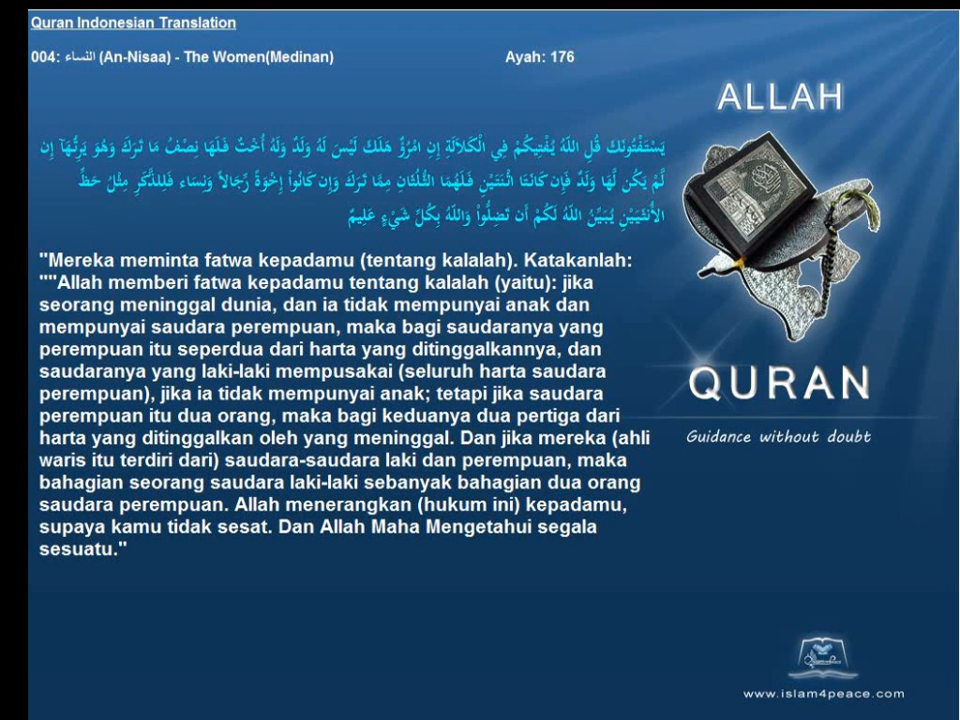 Quran Indonesian Translation
004: النساء (An-Nisaa) - The Women(Medinan)
Ayah: 176
يَسْتَفْتُونَكَ قُلِ اللّهُ يُفْتِيكُمْ فِي الْكَلاَلَةِ إِنِ امْرُؤٌ هَلَكَ لَيْسَ لَهُ وَلَدٌ وَلَهُ أُخْتٌ فَلَهَا نِصْفُ مَا تَرَكَ وَهُوَ يَرِثُهَآ إِن
لَّمْ يَكُن لَّهَا وَلَدٌ فَإِن كَانَتَا اثْنَتَيْنِ فَلَهُمَا الثُّلُثَانِ مِمَّا تَرَكَ وَإِن كَانُواْ إِخْوَةً رِّجَالاً وَنِسَاء فَلِلذَّكَرِ مِثْلُ حَظِّ
الأُنثَيَيْنِ يُبَيِّنُ اللّهُ لَكُمْ أَن تَضِلُّواْ وَاللّهُ بِكُلِّ شَيْءٍ عَلِيمٌ
"Mereka meminta fatwa kepadamu (tentang kalalah). Katakanlah:
""Allah memberi fatwa kepadamu tentang kalalah (yaitu): jika
seorang meninggal dunia, dan ia tidak mempunyai anak dan
mempunyai saudara perempuan, maka bagi saudaranya yang
perempuan itu seperdua dari harta yang ditinggalkannya, dan
saudaranya yang laki-laki mempusakai (seluruh harta saudara
perempuan), jika ia tidak mempunyai anak; tetapi jika saudara
perempuan itu dua orang, maka bagi keduanya dua pertiga dari
harta yang ditinggalkan oleh yang meninggal. Dan jika mereka (ahli
waris itu terdiri dari) saudara-saudara laki dan perempuan, maka
bahagian seorang saudara laki-laki sebanyak bahagian dua orang
saudara perempuan. Allah menerangkan (hukum ini) kepadamu,
supaya kamu tidak sesat. Dan Allah Maha Mengetahui segala
sesuatu."
ALLAH
QURAN
Guidance without doubt
www.islam4peace.com